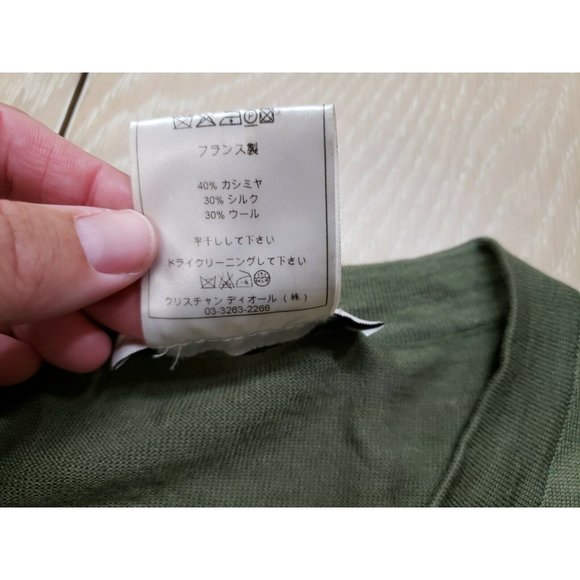 フランス製
40% カシミヤ
30% シルク
30% ウール
平干しして下さい
ドライクリーニングして下さい
クリスチャン ディオール (株)
03-3263-2266